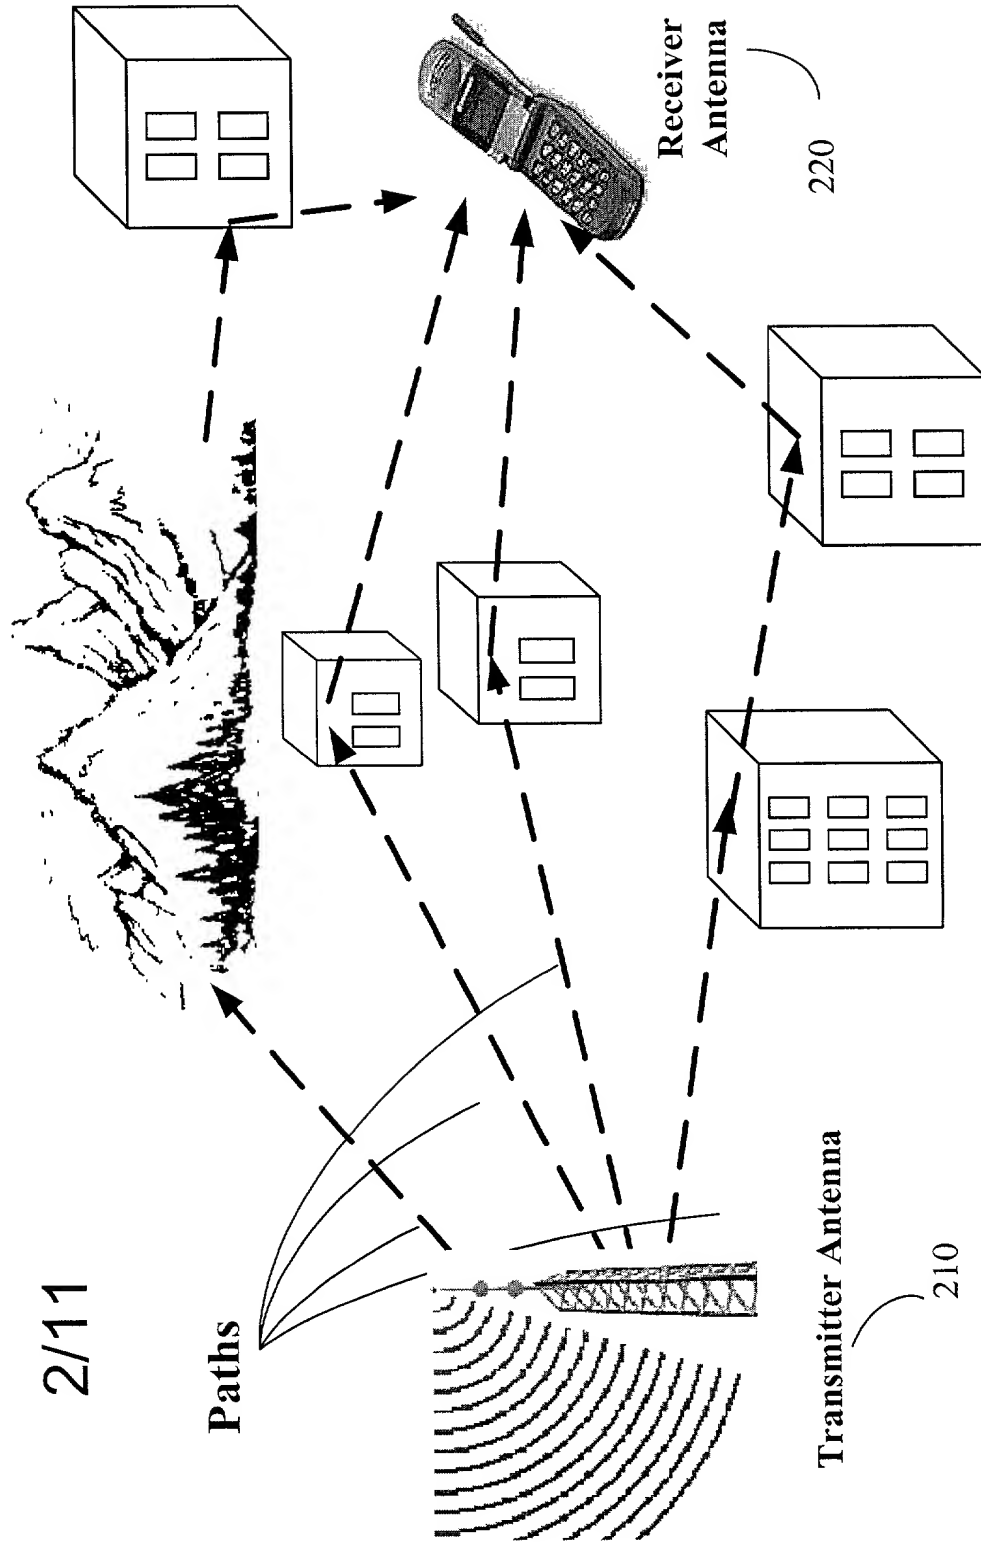 2/11
Paths
Transmitter Antenna
210
Receiver
Antenna
220